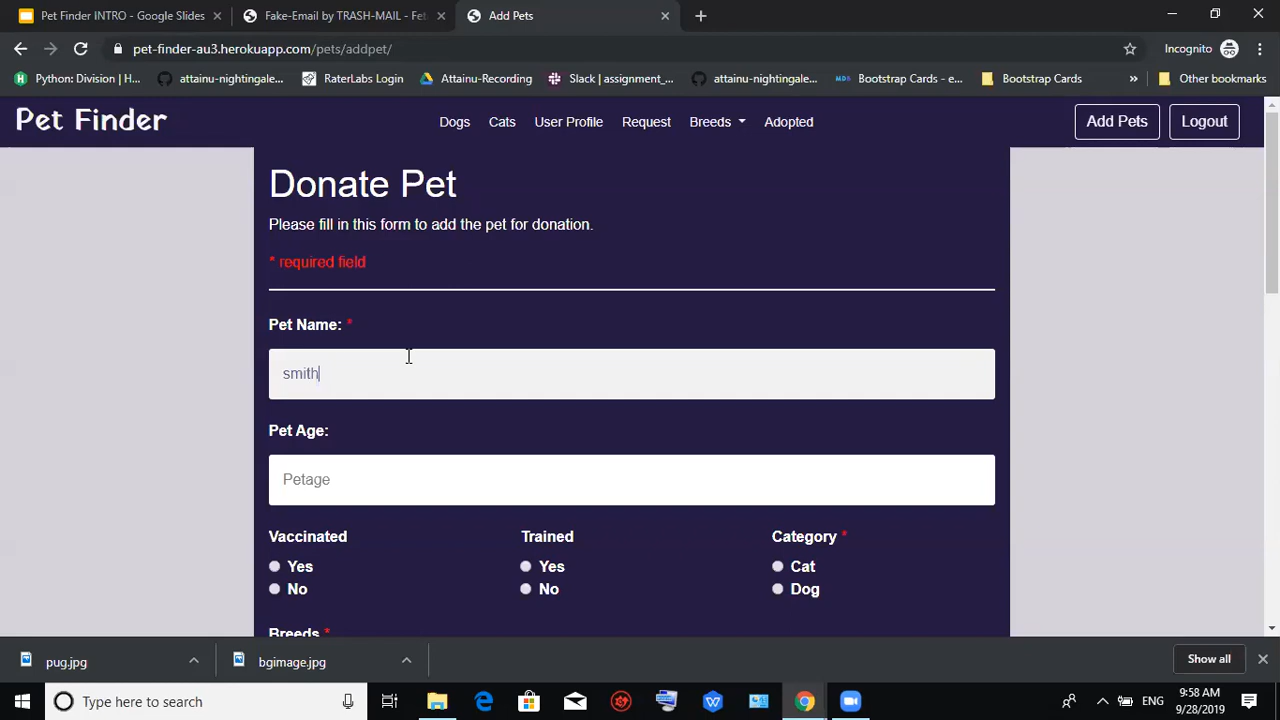 Pet Finder INTRO - Google Slides
Fake-Email by TRASH-MAIL - Fet
Add Pets
pet-finder-au3.herokuapp.com/pets/addpet/
Incognito
Python: Division | H...
attainu-nightingale...
RaterLabs Login
Attainu-Recording
Slack | assignment_...
attainu-nightingale...
MDB
Bootstrap Cards - e...
Bootstrap Cards
»
Other bookmarks
Pet Finder
Dogs
Cats
User Profile
Request
Breeds
Adopted
Add Pets
Logout
Donate Pet
Please fill in this form to add the pet for donation.
* required field
Pet Name: *
smith
Pet Age:
Petage
Vaccinated
Trained
Category *
Yes
Yes
Cat
No
No
Dog
Breeds *
pug.jpg
bgimage.jpg
Show all
Type here to search
ENG
9:58 AM
9/28/2019